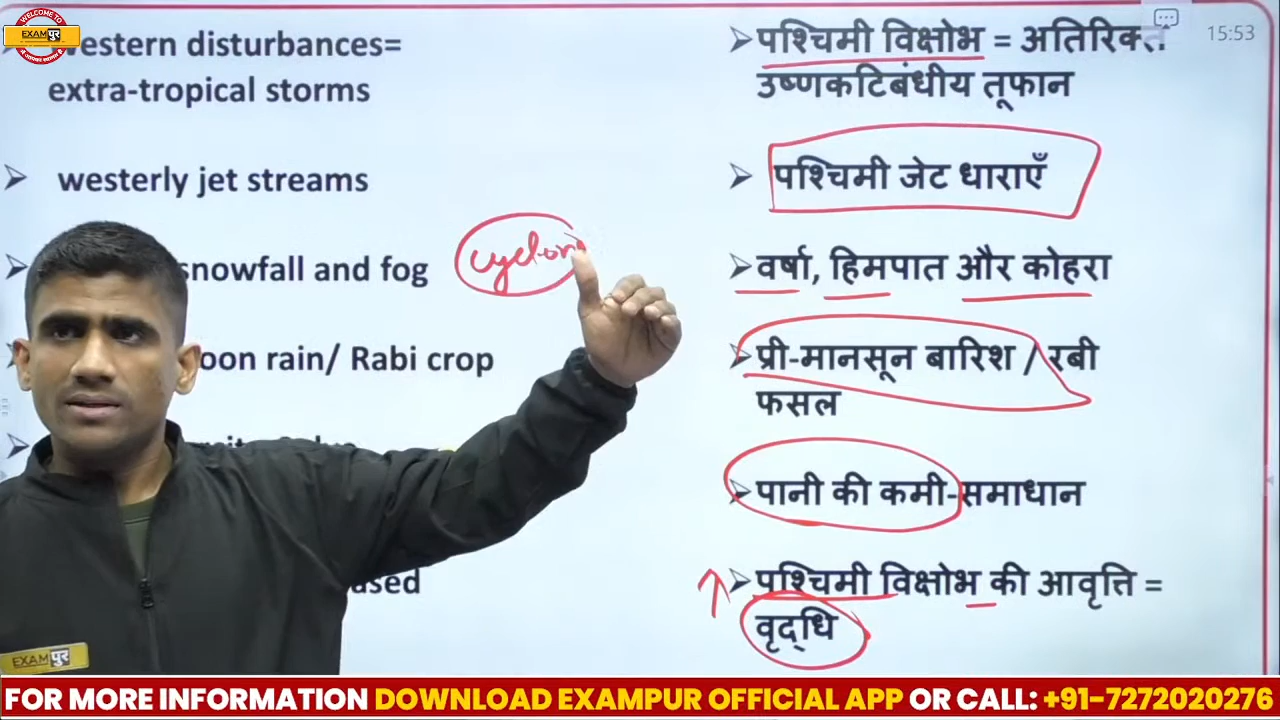 WELCOME TO
EXAMपुर
western disturbances=
extra-tropical storms
westerly jet streams
snowfall and fog
oon rain/ Rabi crop
पश्चिमी विक्षोभ = अतिरिक्त
उष्णकटिबंधीय तूफान
पश्चिमी जेट धाराएँ
वर्षा, हिमपात और कोहरा
प्री-मानसून बारिश / रबी
फसल
पानी की कमी-समाधान
पश्चिमी विक्षोभ की आवृत्ति =
वृद्धि
15:53
EXAMपुर
FOR MORE INFORMATION DOWNLOAD EXAMPUR OFFICIAL APP OR CALL: +91-7272020276